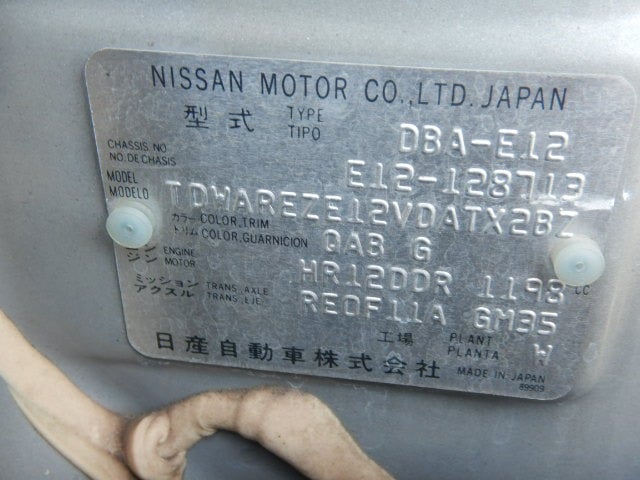 NISSAN MOTOR CO.,LTD. JAPAN
型式 TYPE TIPO DBA-E12
CHASSIS NO NO. DE CHASIS E12-128713
MODEL MODELO TDWAREZE12VDATX2BZ
カラー COLOR, TRIM
トリム COLOR, GUARNICION QAB G
ジン ENGINE MOTOR HR12DDR 1198 CC
ミッション TRANS. AXLE
アクスル TRANS. EJE RE0F11A GM35
工場 PLANT PLANTA W
日産自動車株式会社 MADE IN JAPAN
89909